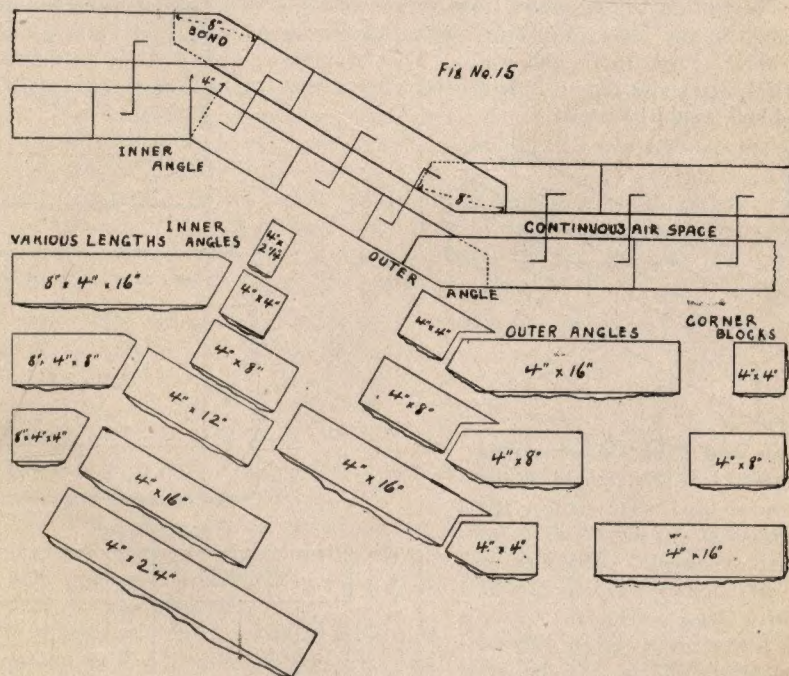 8"
BOND
Fig No. 15
4"
INNER
ANGLE
8"
CONTINUOUS AIR SPACE
OUTER
ANGLE
VARIOUS LENGTHS
INNER
ANGLES
8" x 4" x 16"
8" x 4" x 8"
8" x 4" x 4"
4" x
4" x 4"
4" x 8"
4" x 12"
4" x 16"
4" x 24"
OUTER ANGLES
4" x 4"
4" x 8"
4" x 16"
4" x 16"
4" x 8"
4" x 4"
CORNER
BLOCKS
4" x 4"
4" x 8"
4" x 16"